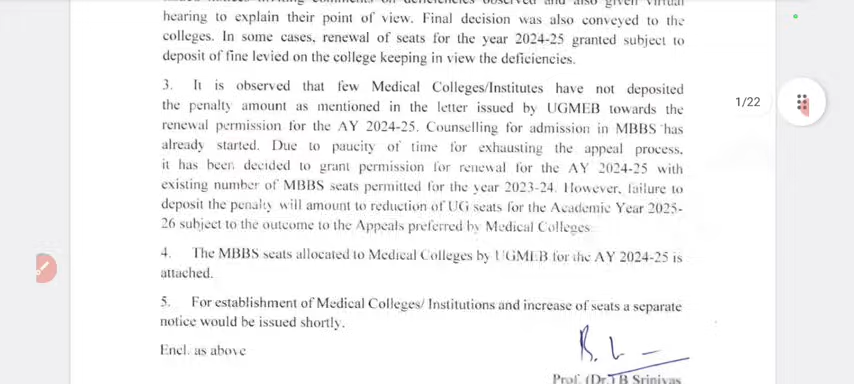 hearing to explain their point of view. Final decision was also conveyed to the
colleges. In some cases, renewal of seats for the year 2024-25 granted subject to
deposit of fine levied on the college keeping in view the deficiencies.
3. It is observed that few Medical Colleges/Institutes have not deposited
the penalty amount as mentioned in the letter issued by UGMEB towards the
renewal permission for the AY 2024-25. Counselling for admission in MBBS has
already started. Due to paucity of time for exhausting the appeal process,
it has been decided to grant permission for renewal for the AY 2024-25 with
existing number of MBBS seats permitted for the year 2023-24. However, failure to
deposit the penalty will amount to reduction of UG seats for the Academic Year 2025-
26 subject to the outcome to the Appeals preferred by Medical Colleges
4. The MBBS seats allocated to Medical Colleges by UGMEB for the AY 2024-25 is
attached.
5. For establishment of Medical Colleges/ Institutions and increase of seats a separate
notice would be issued shortly.
Encl. as above
Prof. (Dr.) B Srinivas
1/22